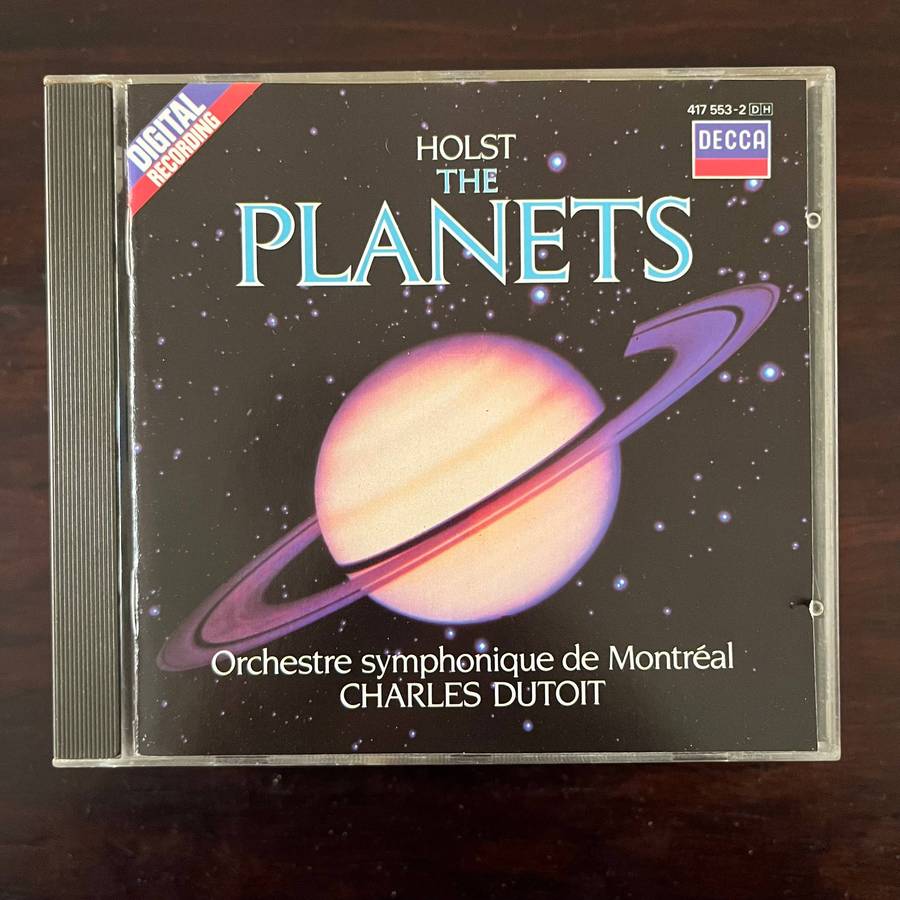 DIGITAL
RECORDING
417 553-2 DH
DECCA
HOLST
THE
PLANETS
Orchestre symphonique de Montréal
CHARLES DUTOIT